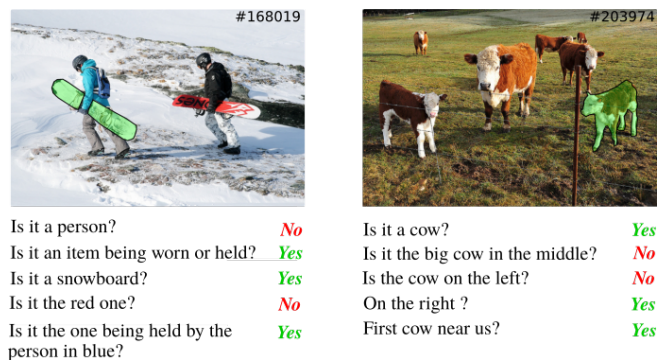 #168019
Is it a person? No
Is it an item being worn or held? Yes
Is it a snowboard? Yes
Is it the red one? No
Is it the one being held by the
person in blue? Yes
#203974
Is it a cow? Yes
Is it the big cow in the middle? No
Is the cow on the left? No
On the right ? Yes
First cow near us? Yes